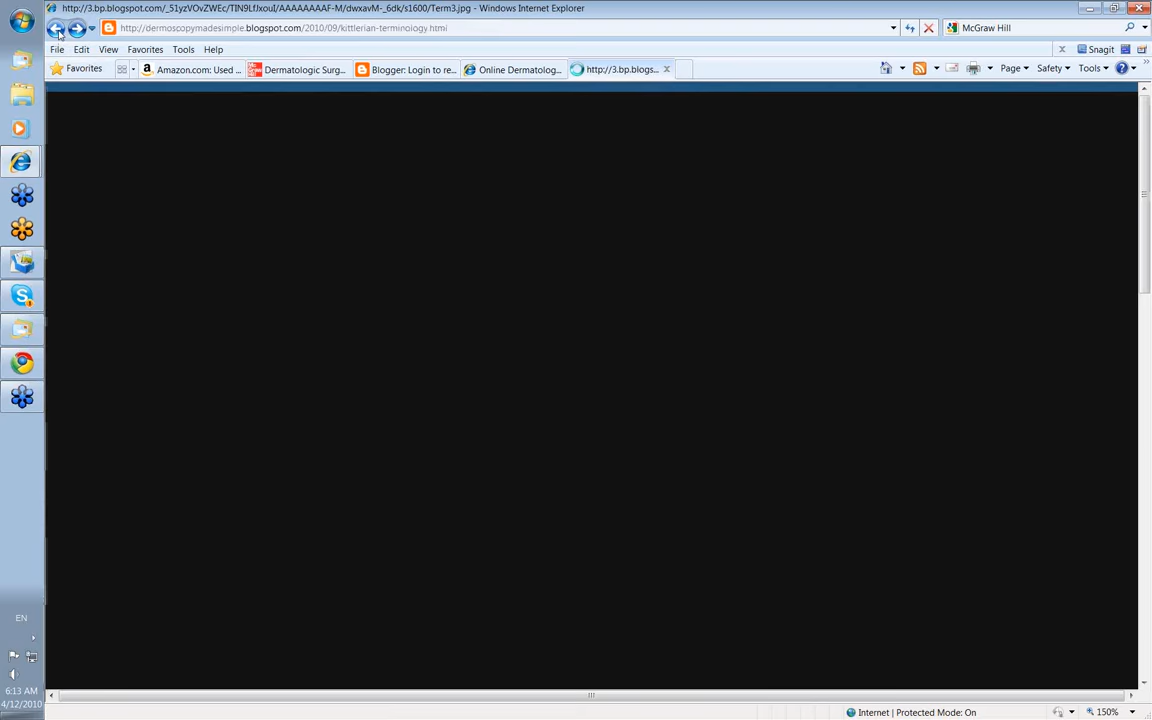 http://3.bp.blogspot.com/_51yzVOvZWEc/TIN9LfJxouI/AAAAAAAAF-M/dwxavM-_6dk/s1600/Term3.jpg - Windows Internet Explorer
http://dermoscopymadesimple.blogspot.com/2010/09/kittlerian-terminology.html
McGraw Hill
File Edit View Favorites Tools Help
Snagit
Favorites
Amazon.com: Used ...
Dermatologic Surg...
Blogger: Login to re...
Online Dermatolog...
http://3.bp.blogs...
Page
Safety
Tools
EN
6:13 AM
4/12/2010
Internet | Protected Mode: On
150%